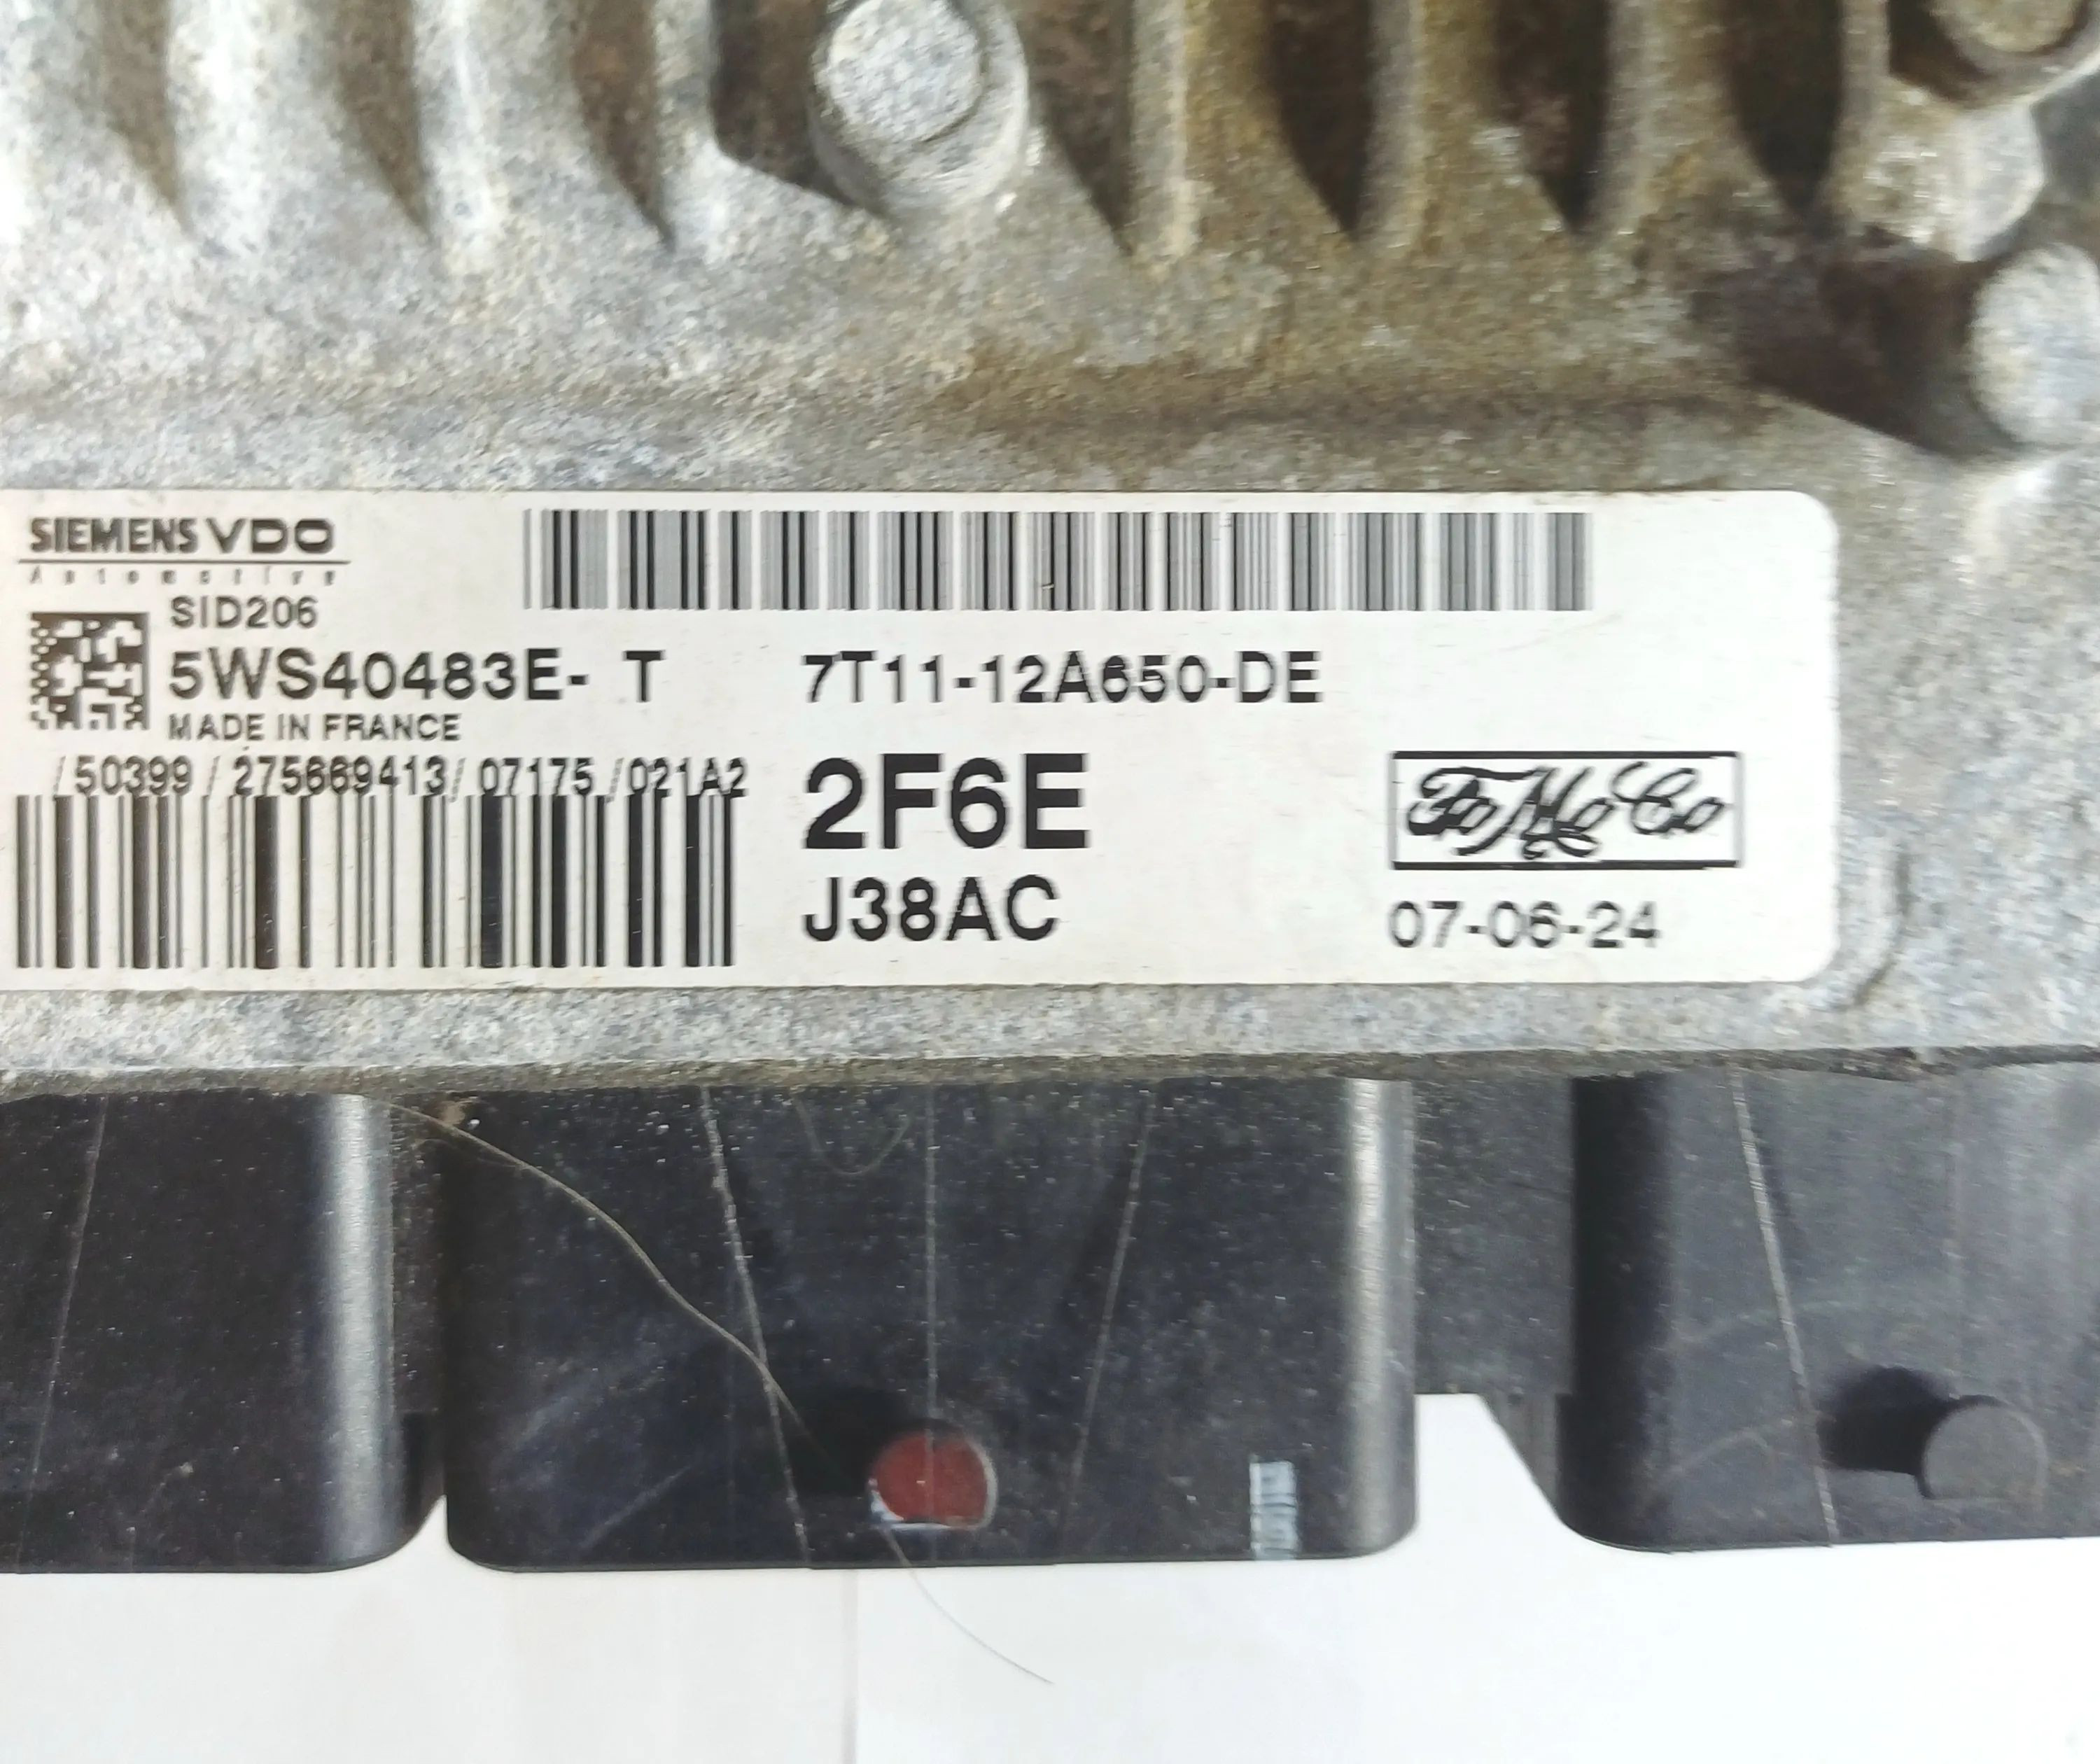 SIEMENS VDO
Automotive
SID206
5WS40483E- T 7T11-12A650-DE
MADE IN FRANCE
/50399/275669413/07175/021A2
2F6E
FoMoCo
J38AC
07-06-24